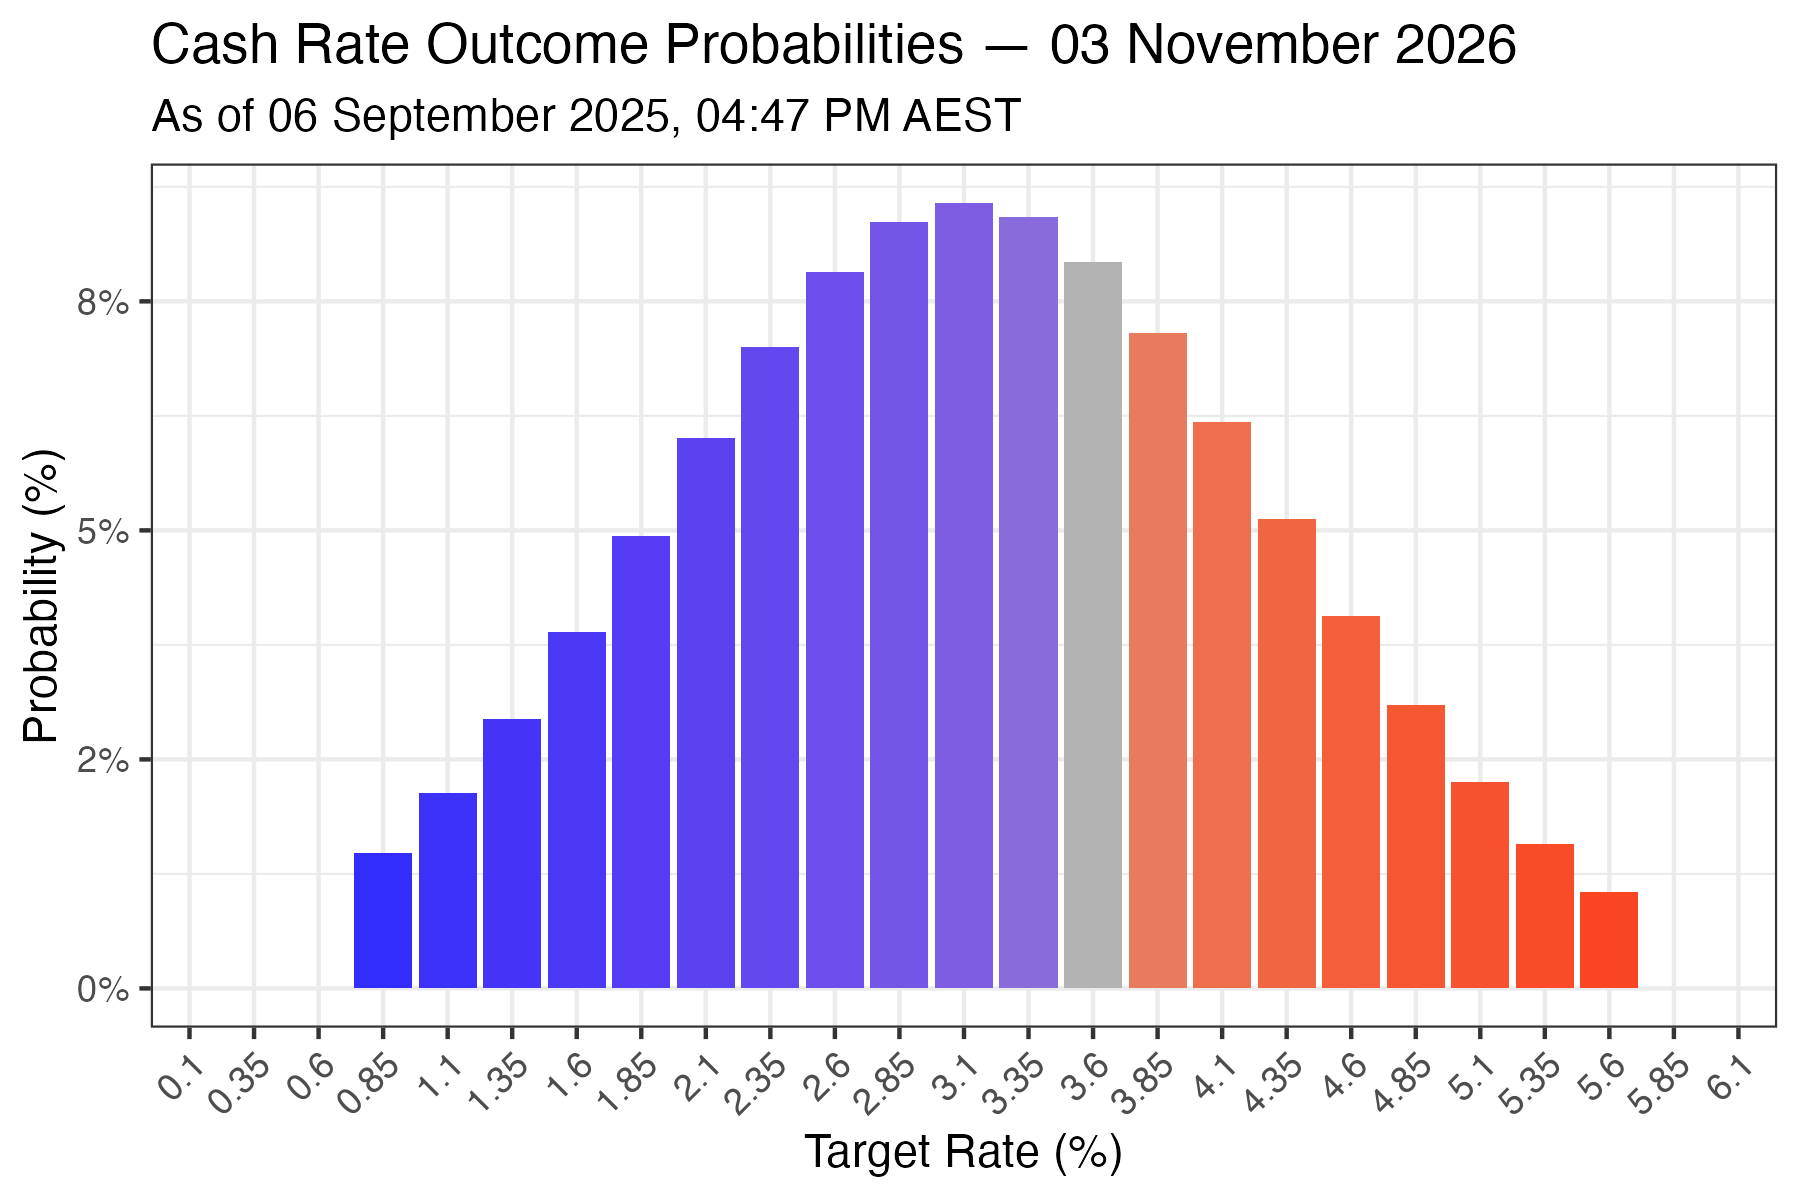 Cash Rate Outcome Probabilities — 03 November 2026
As of 06 September 2025, 04:47 PM AEST
Probability (%)
8%
5%
2%
0%
0.1 0.35 0.6 0.85 1.1 1.35 1.6 1.85 2.1 2.35 2.6 2.85 3.1 3.35 3.6 3.85 4.1 4.35 4.6 4.85 5.1 5.35 5.6 5.85 6.1
Target Rate (%)